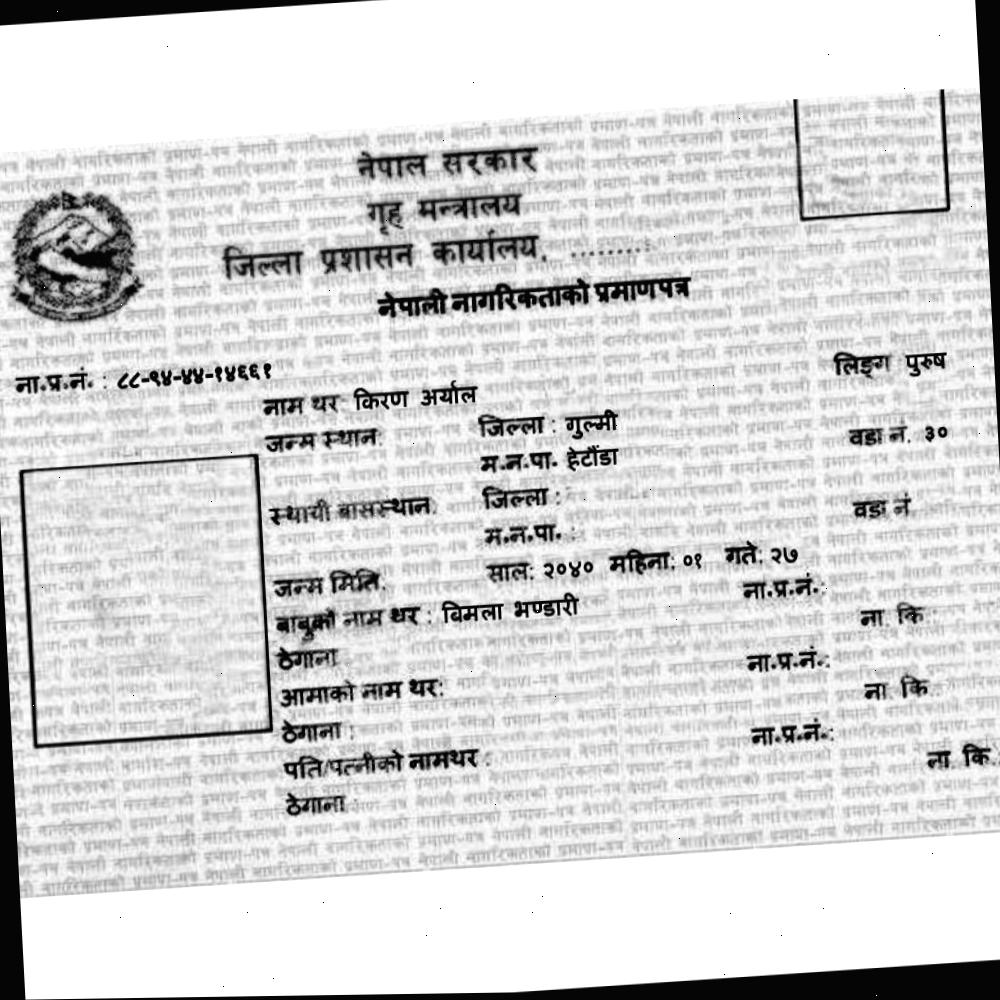 नेपाल सरकार
गृह मन्त्रालय
जिल्ला प्रशासन कार्यालय, ........
नेपाली नागरिकताको प्रमाणपत्र
ना.प्र.नं. : ८८-९४-४४-१४६६१ लिङ्ग पुरुष
नाम थर: किरण अर्याल
जन्म स्थान: जिल्ला : गुल्मी वडा नं. ३०
म.न.पा. हेटौंडा
स्थायी बासस्थान: जिल्ला : वडा नं.
म.न.पा. :
जन्म मिति: साल: २०४० महिना: ०१ गते: २७
बाबुको नाम थर : बिमला भण्डारी ना.प्र.नं.:
ठेगाना ना. कि.:
आमाको नाम थर: ना.प्र.नं.:
ठेगाना : ना. कि.
पति/पत्नीको नामथर : ना.प्र.नं.:
ठेगाना : ना. कि.: